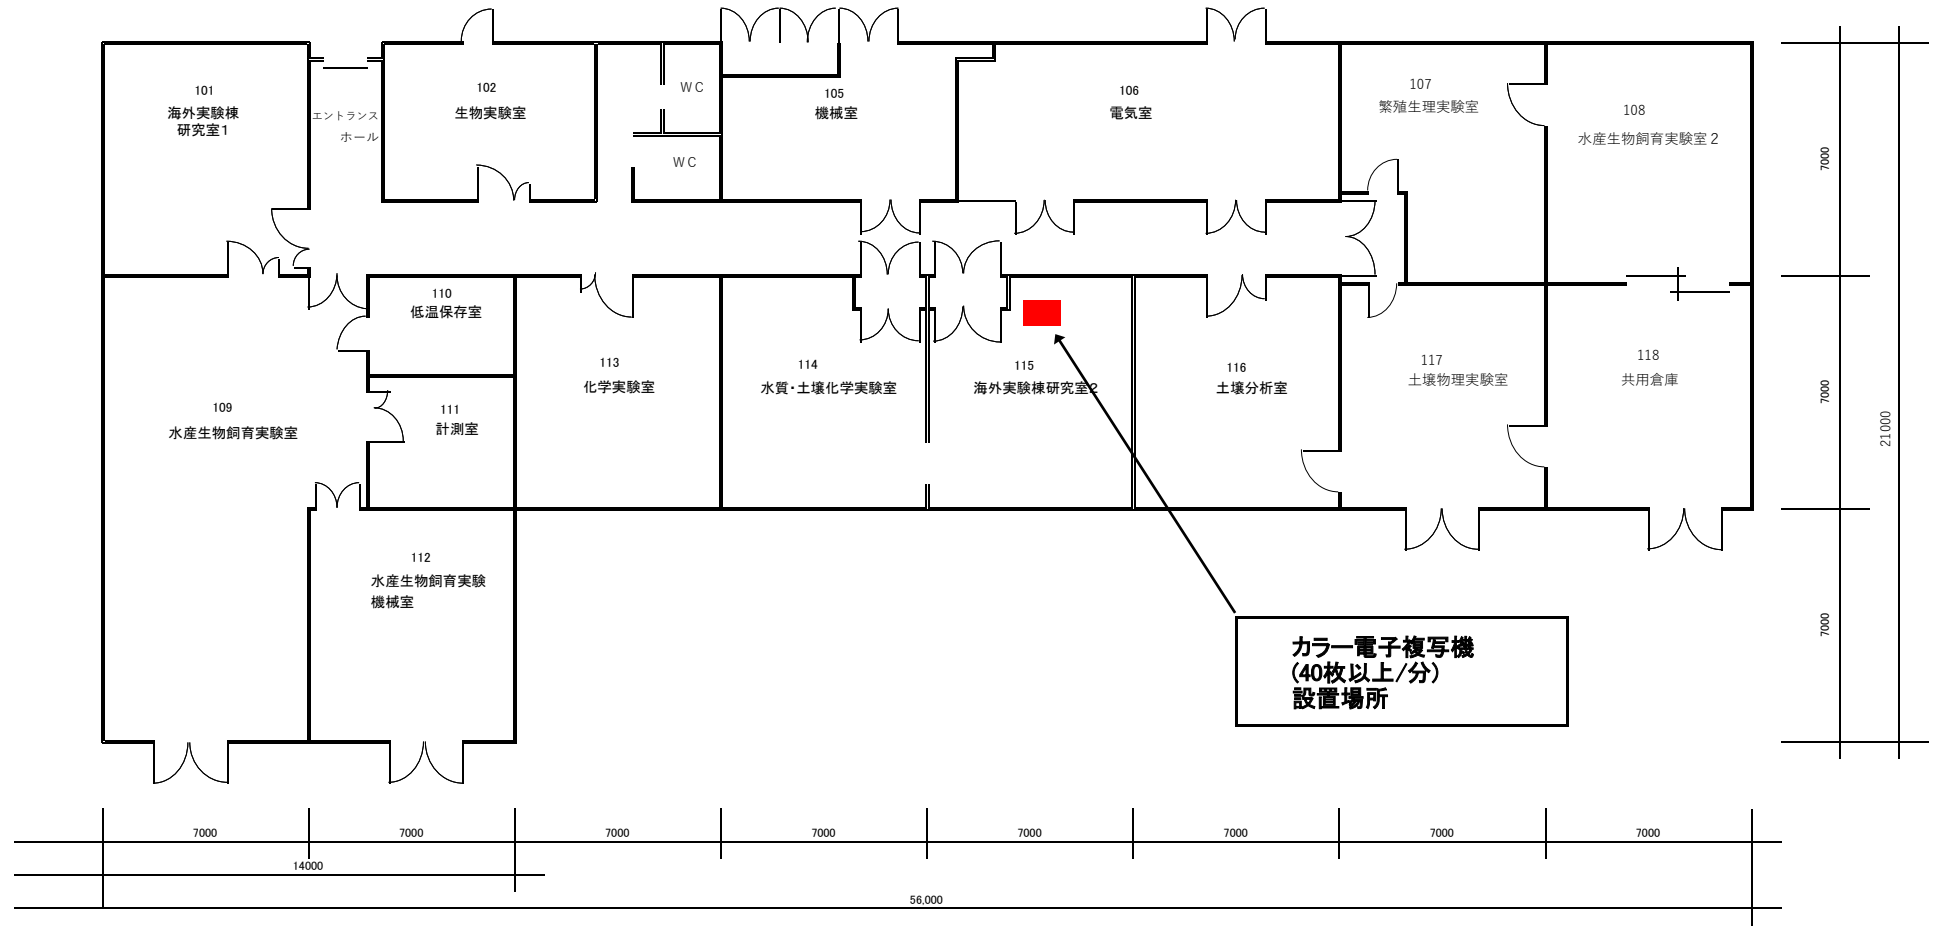 101
海外実験棟
研究室1
エントランス
ホール
102
生物実験室
WC
WC
105
機械室
106
電気室
107
繁殖生理実験室
108
水産生物飼育実験室2
7000
110
低温保存室
109
水産生物飼育実験室
111
計測室
113
化学実験室
114
水質・土壌化学実験室
115
海外実験棟研究室2
116
土壌分析室
117
土壌物理実験室
118
共用倉庫
7000
21000
112
水産生物飼育実験
機械室
カラー電子複写機
(40枚以上/分)
設置場所
7000
7000
7000
7000
7000
7000
7000
7000
7000
14000
56,000